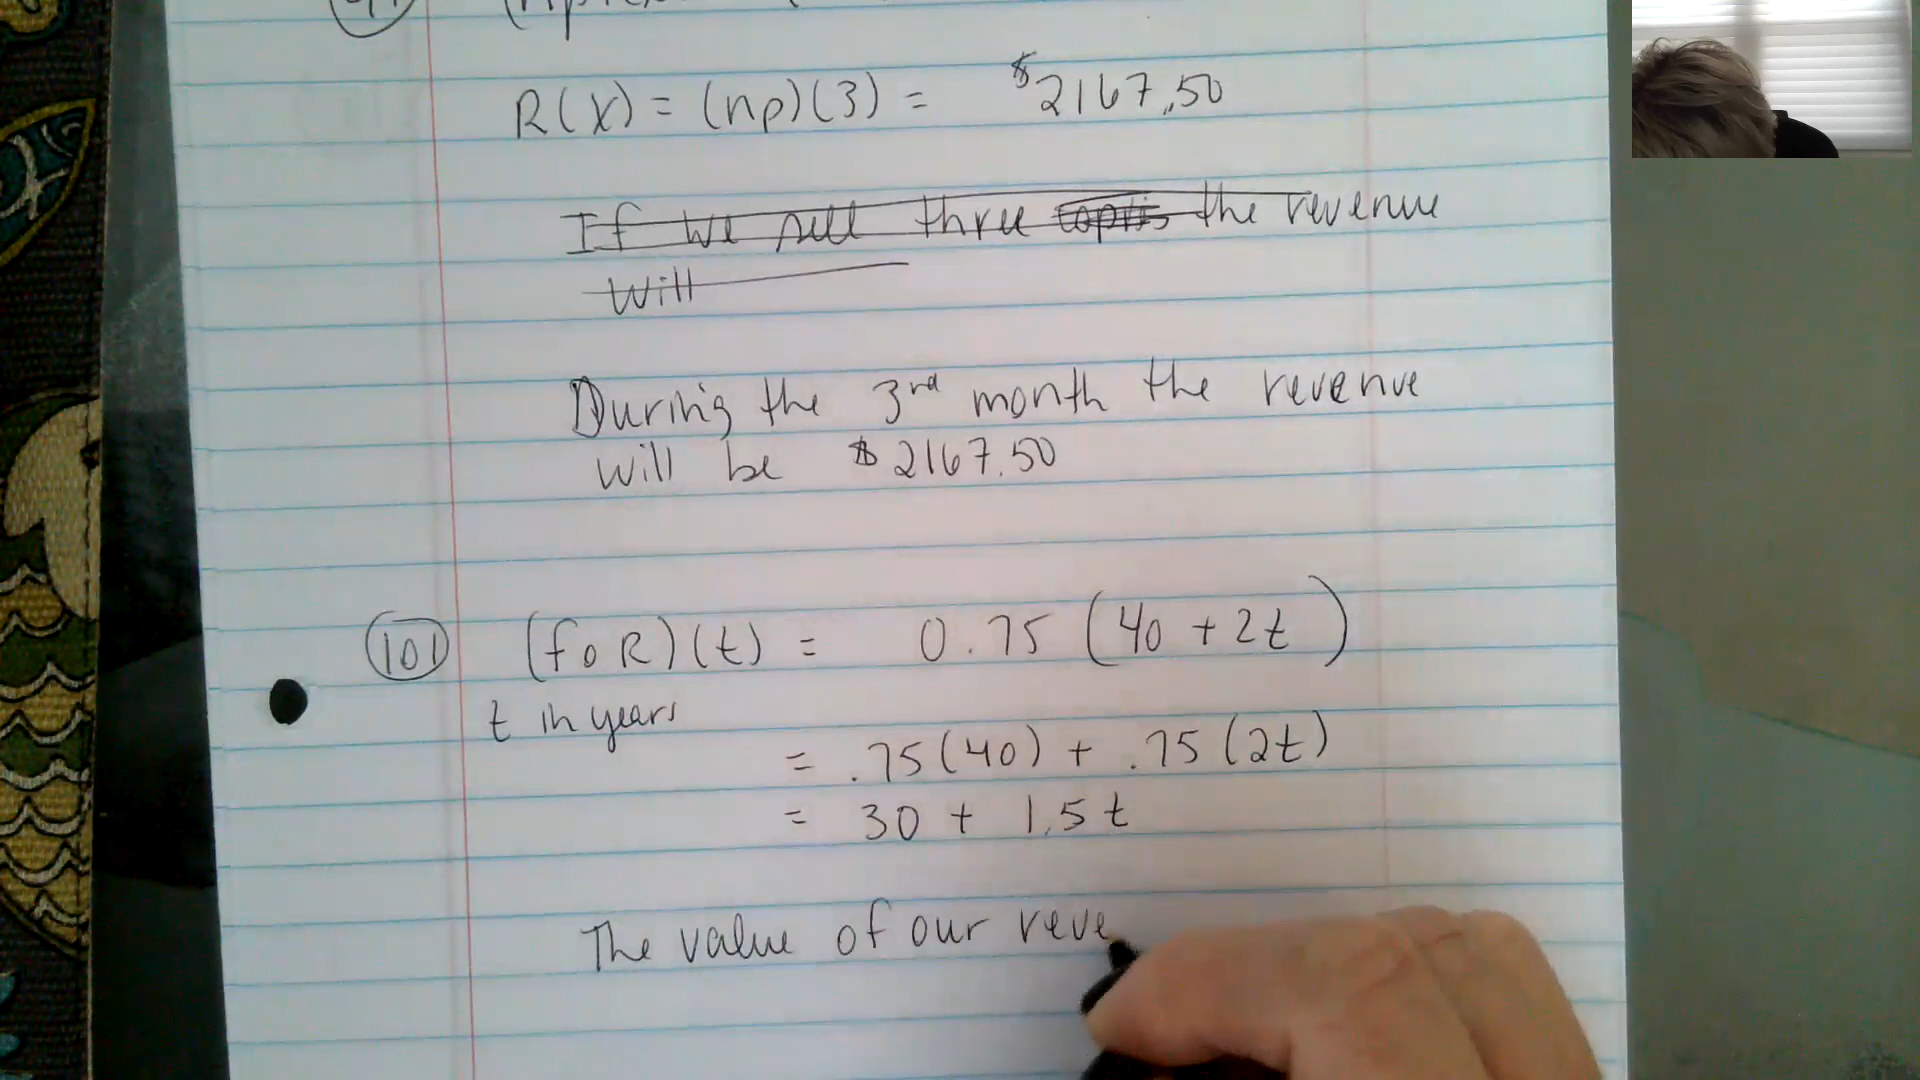 R(x) = (np)(3) = $2167.50
If we sell three the revenue
will
During the 3rd month the revenue
will be $2167.50
101 (f∘R)(t) = 0.75 (40 + 2t)
t in years
= .75(40) + .75(2t)
= 30 + 1.5t
The value of our reve